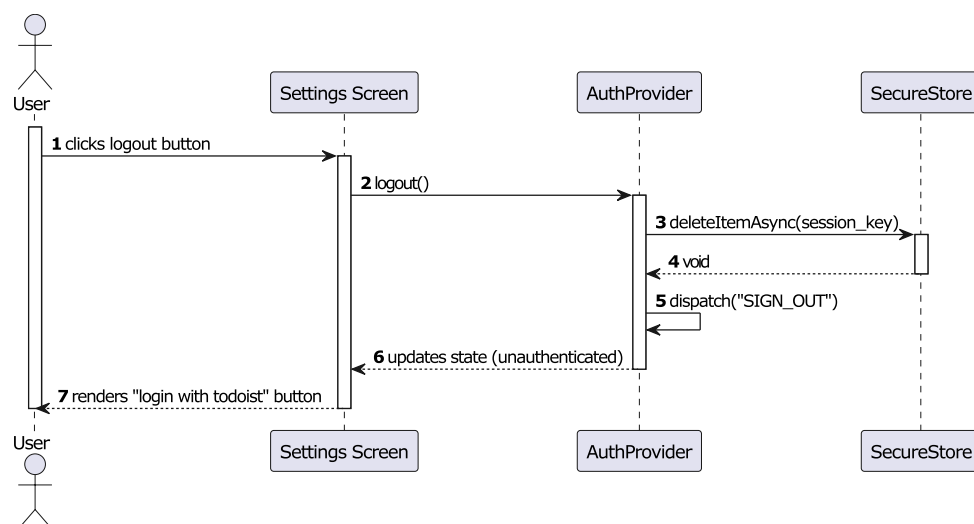 User
Settings Screen
AuthProvider
SecureStore
1 clicks logout button
2 logout()
3 deleteItemAsync(session_key)
4 void
5 dispatch("SIGN_OUT")
6 updates state (unauthenticated)
7 renders "login with todoist" button
User
Settings Screen
AuthProvider
SecureStore